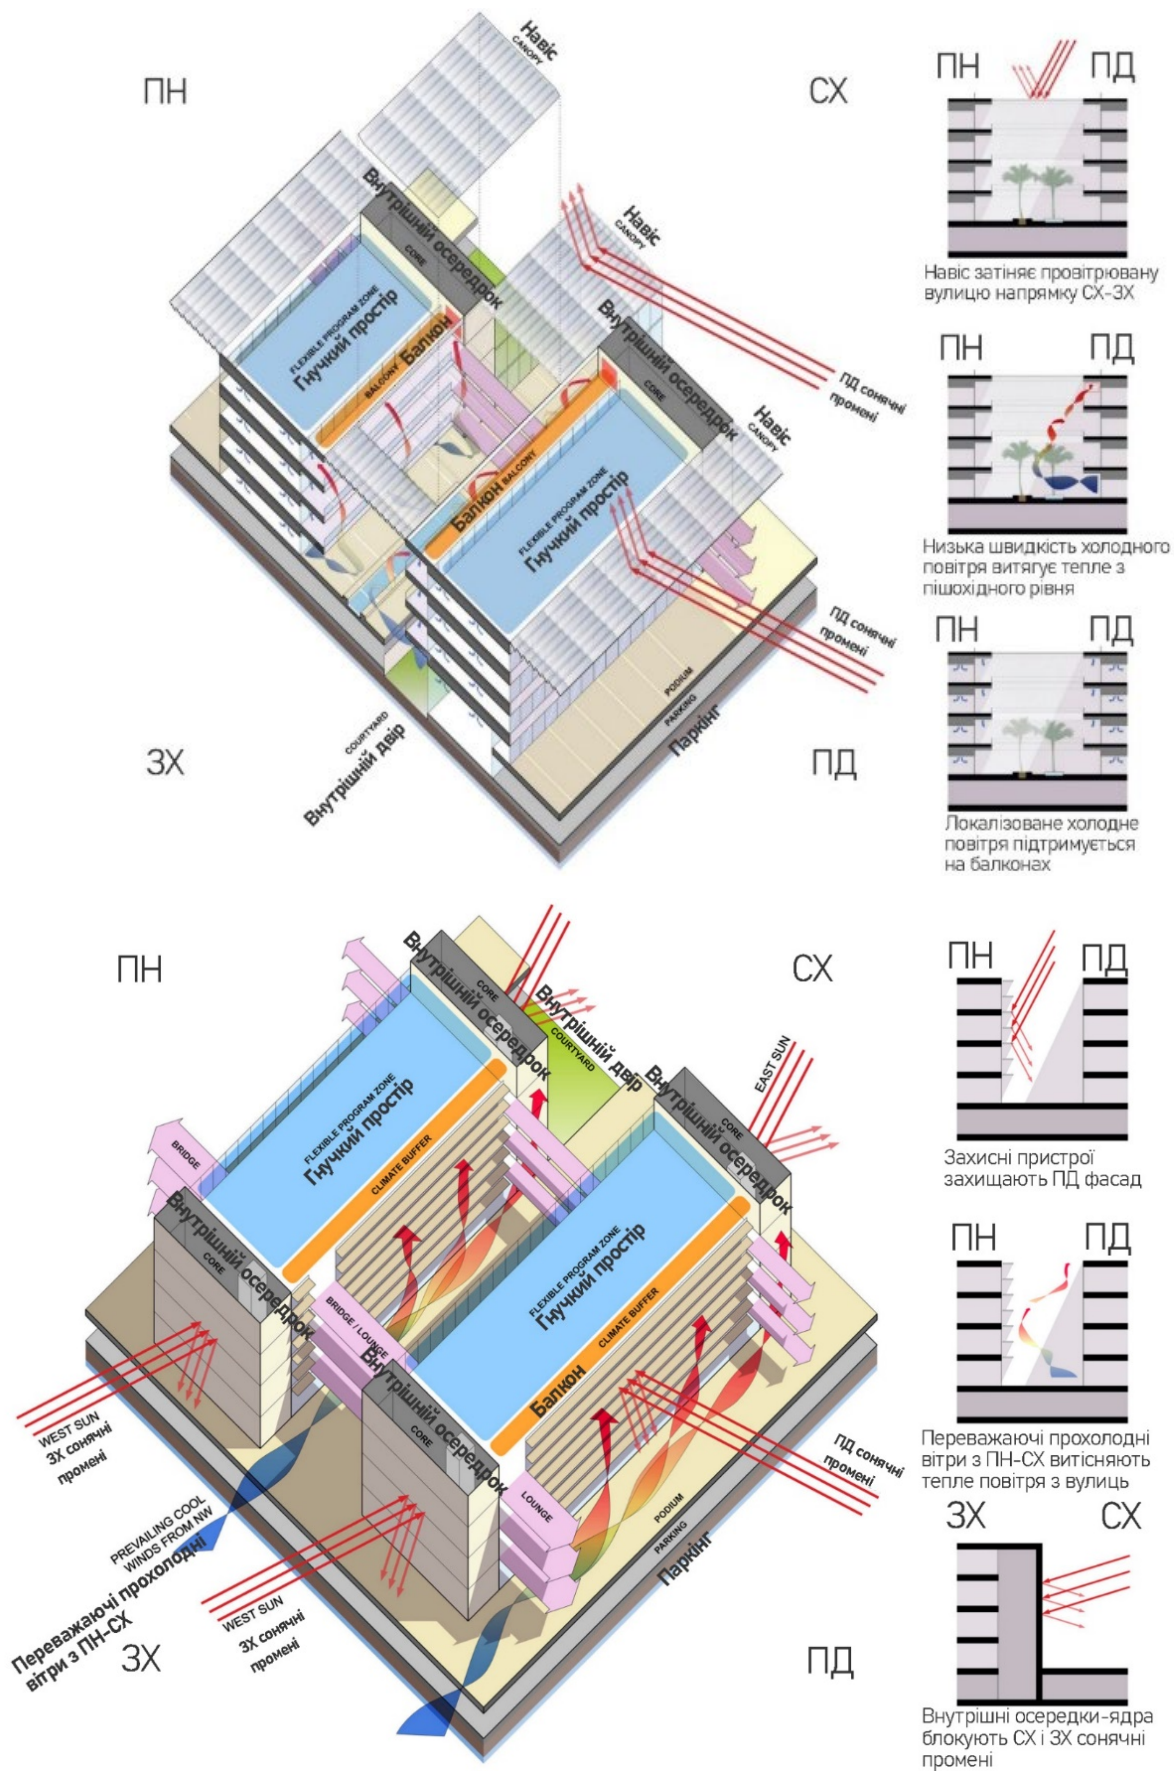 ПН
СХ
Навіс
CANOPY
Внутрішній осередрок
CORE
Навіс
CANOPY
FLEXIBLE PROGRAM ZONE
Гнучкий простір
BALCONY
Балкон
Внутрішній осередрок
CORE
ПД сонячні
промені
Навіс
CANOPY
Балкон
BALCONY
FLEXIBLE PROGRAM ZONE
Гнучкий простір
ПД сонячні
промені
PODIUM
PARKING
Паркінг
COURTYARD
Внутрішній двір
ЗХ
ПД
ПН
ПД
Навіс затіняє провітрювану
вулицю напрямку СХ-ЗХ
ПН
ПД
Низька швидкість холодного
повітря витягує тепле з
пішохідного рівня
ПН
ПД
Локалізоване холодне
повітря підтримується
на балконах
ПН
СХ
CORE
Внутрішній осередрок
Внутрішній двір
COURTYARD
EAST SUN
CORE
Внутрішній осередрок
BRIDGE
FLEXIBLE PROGRAM ZONE
Гнучкий простір
CLIMATE BUFFER
Внутрішній осередрок
CORE
BRIDGE / LOUNGE
FLEXIBLE PROGRAM ZONE
Гнучкий простір
CLIMATE BUFFER
Балкон
Внутрішній осередрок
CORE
LOUNGE
WEST SUN
ЗХ сонячні
промені
ПД сонячні
промені
PODIUM
PARKING
Паркінг
PREVAILING COOL
WINDS FROM NW
Переважаючі прохолодні
вітри з ПН-СХ
WEST SUN
ЗХ сонячні
промені
ЗХ
ПД
ПН
ПД
Захисні пристрої
захищають ПД фасад
ПН
ПД
Переважаючі прохолодні
вітри з ПН-СХ витісняють
тепле повітря з вулиць
ЗХ
СХ
Внутрішні осередки-ядра
блокують СХ і ЗХ сонячні
промені